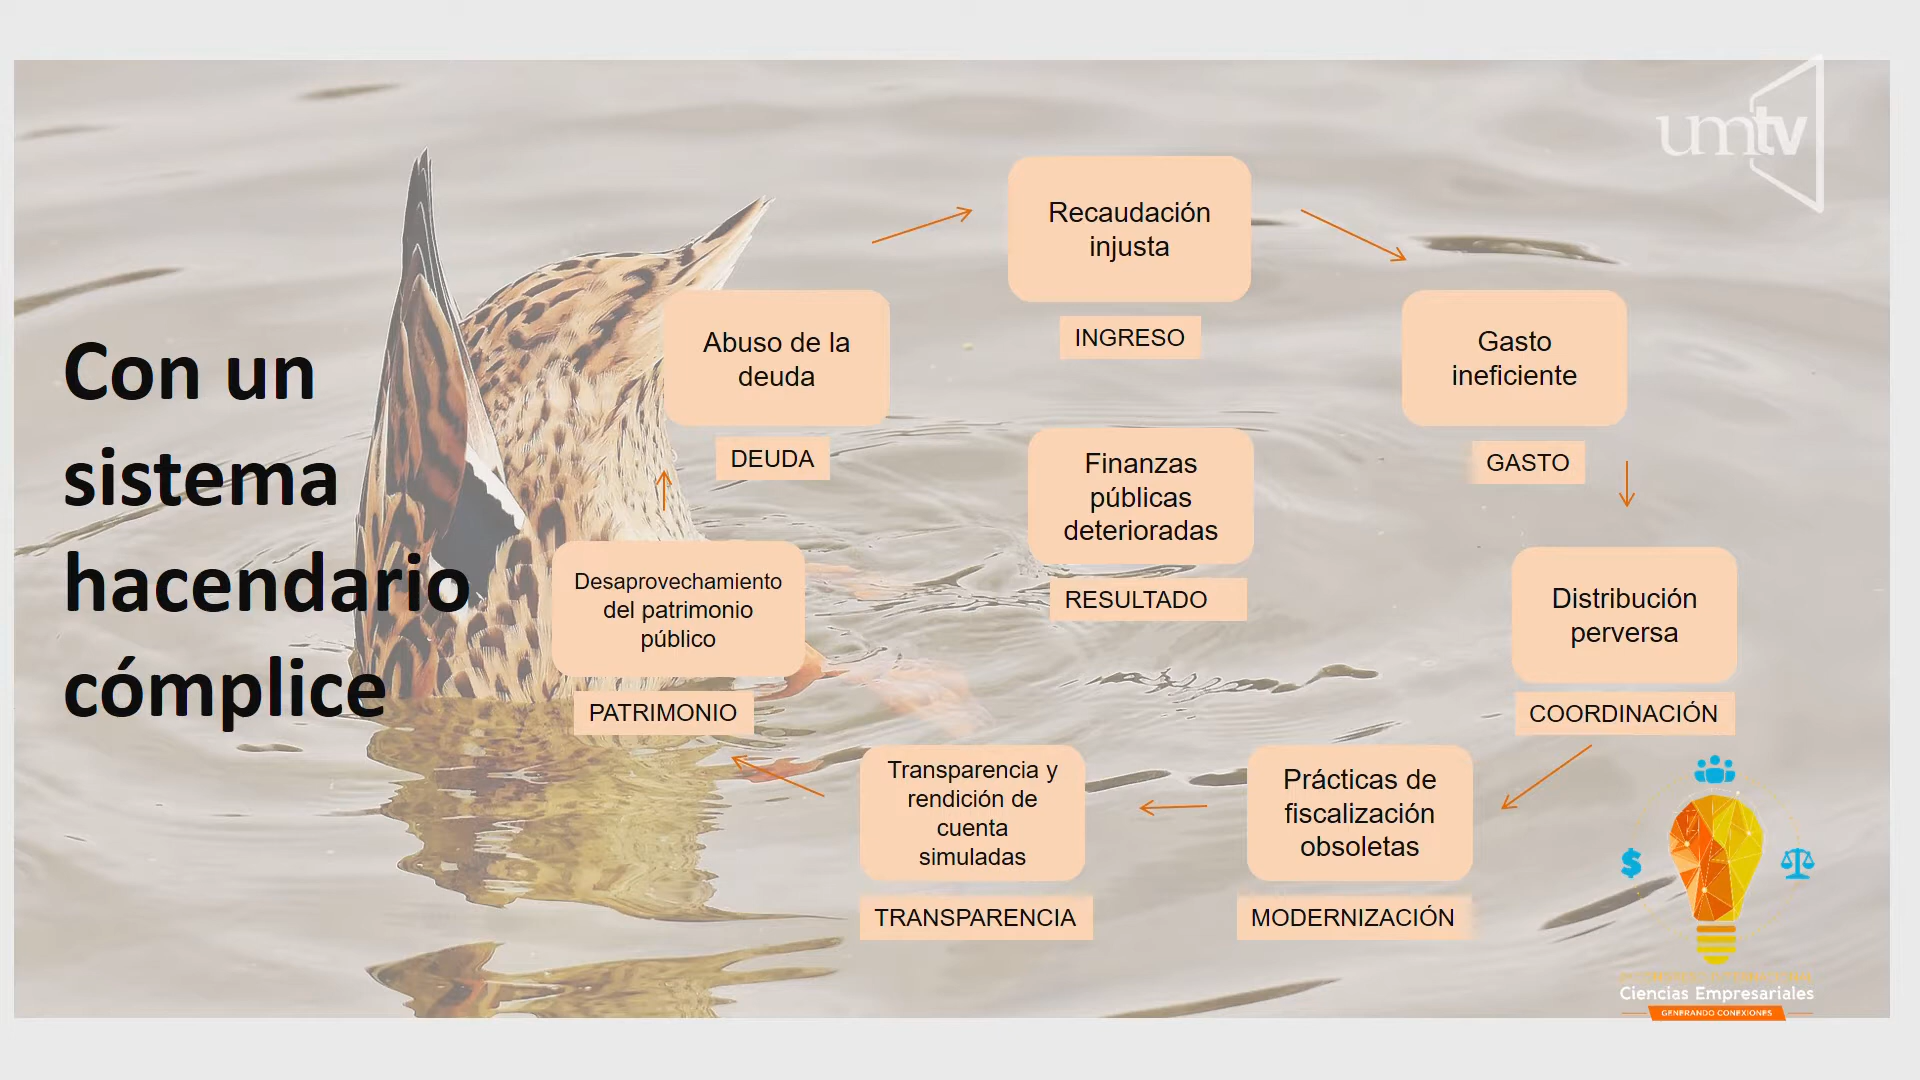 umtv
Con un
sistema
hacendario
cómplice
Recaudación
injusta
INGRESO
Gasto
ineficiente
GASTO
Distribución
perversa
COORDINACIÓN
Prácticas de
fiscalización
obsoletas
MODERNIZACIÓN
Transparencia y
rendición de
cuenta
simuladas
TRANSPARENCIA
Desaprovechamiento
del patrimonio
público
PATRIMONIO
Abuso de la
deuda
DEUDA
Finanzas
públicas
deterioradas
RESULTADO
$
Ciencias Empresariales
GENERANDO CONEXIONES